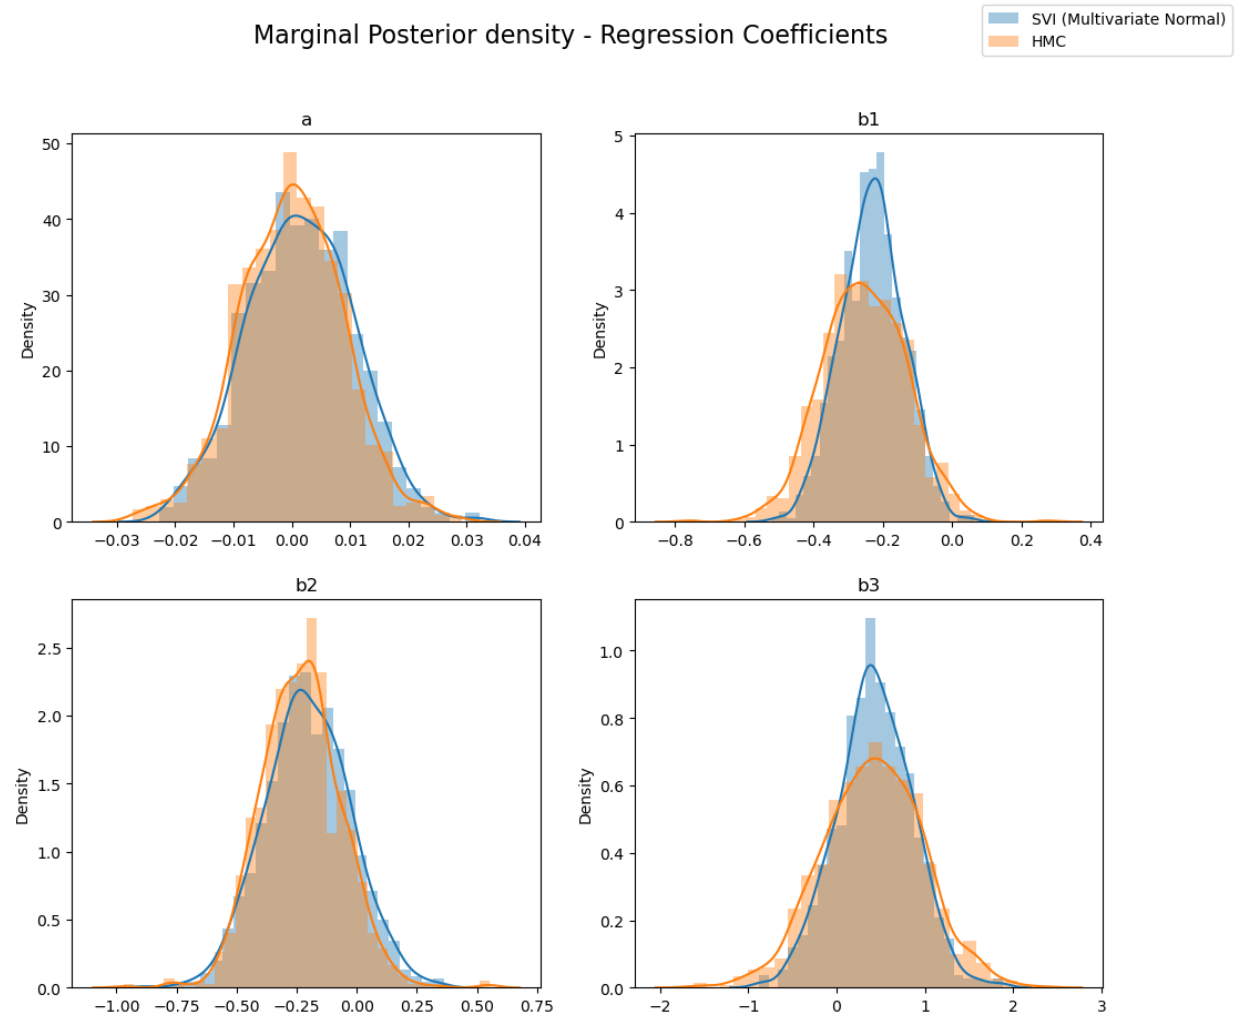 Marginal Posterior density - Regression Coefficients
SVI (Multivariate Normal)
HMC
a
b1
50
40
30
20
10
0
Density
−0.03 −0.02 −0.01 0.00 0.01 0.02 0.03 0.04
5
4
3
2
1
0
Density
−0.8 −0.6 −0.4 −0.2 0.0 0.2 0.4
b2
b3
2.5
2.0
1.5
1.0
0.5
0.0
Density
−1.00 −0.75 −0.50 −0.25 0.00 0.25 0.50 0.75
1.0
0.8
0.6
0.4
0.2
0.0
Density
−2 −1 0 1 2 3